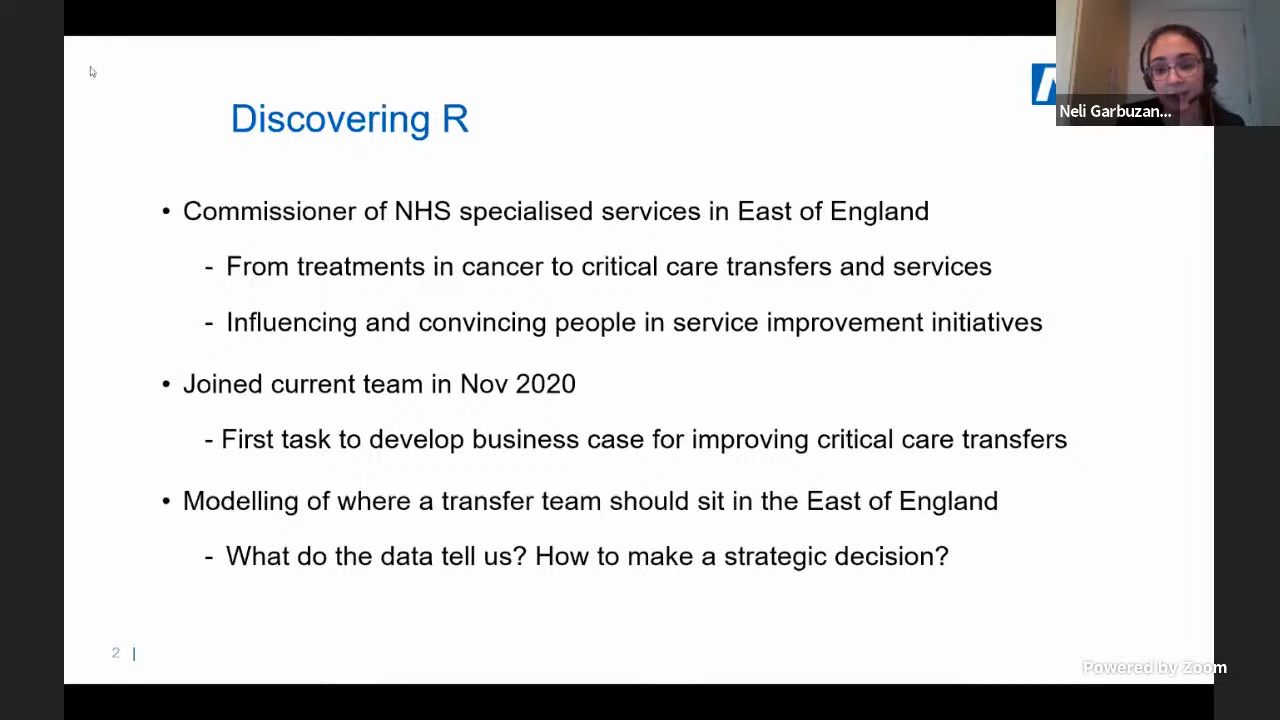 Discovering R
Neli Garbuzan...
• Commissioner of NHS specialised services in East of England
- From treatments in cancer to critical care transfers and services
- Influencing and convincing people in service improvement initiatives
• Joined current team in Nov 2020
- First task to develop business case for improving critical care transfers
• Modelling of where a transfer team should sit in the East of England
- What do the data tell us? How to make a strategic decision?
2 |
Powered by Zoom